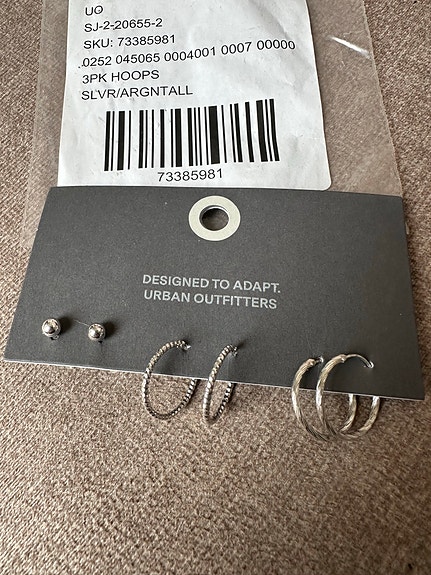 UO
SJ-2-20655-2
SKU: 73385981
0252 045065 0004001 0007 00000
3PK HOOPS
SLVR/ARGNTALL
73385981
DESIGNED TO ADAPT.
URBAN OUTFITTERS